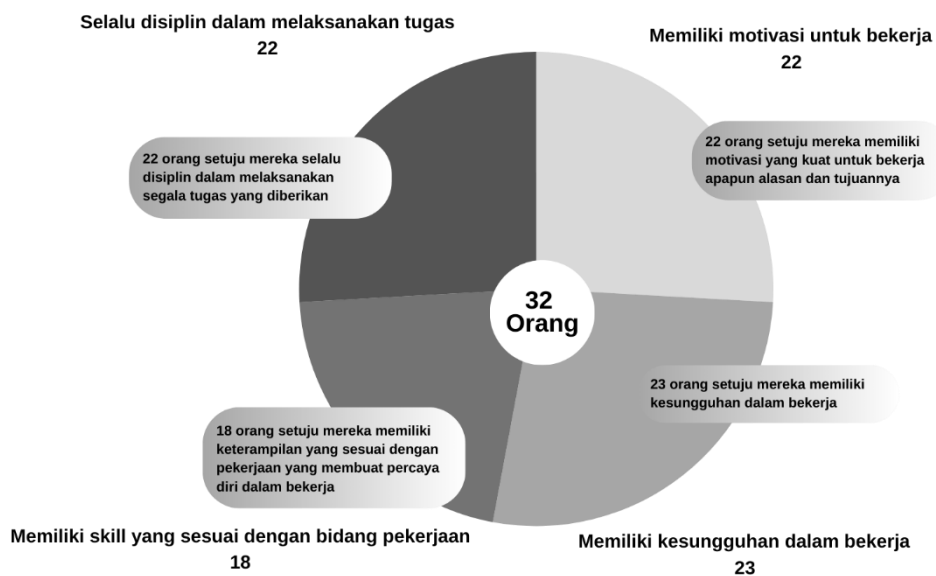 Selalu disiplin dalam melaksanakan tugas
22
Memiliki motivasi untuk bekerja
22
22 orang setuju mereka selalu
disiplin dalam melaksanakan
segala tugas yang diberikan
22 orang setuju mereka memiliki
motivasi yang kuat untuk bekerja
apapun alasan dan tujuannya
32
Orang
23 orang setuju mereka memiliki
kesungguhan dalam bekerja
18 orang setuju mereka memiliki
keterampilan yang sesuai dengan
pekerjaan yang membuat percaya
diri dalam bekerja
Memiliki skill yang sesuai dengan bidang pekerjaan
18
Memiliki kesungguhan dalam bekerja
23